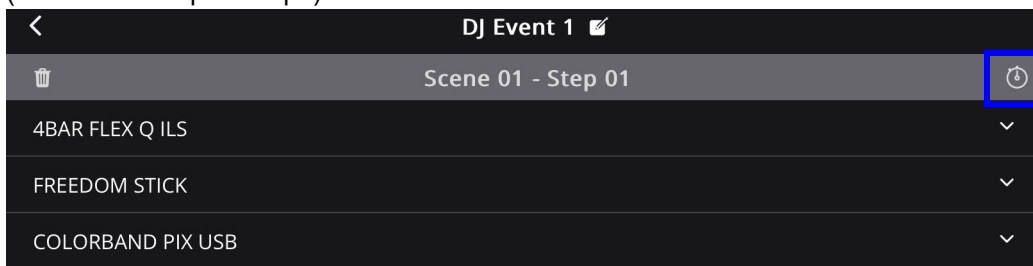 DJ Event 1
Scene 01 - Step 01
4BAR FLEX Q ILS
FREEDOM STICK
COLORBAND PIX USB